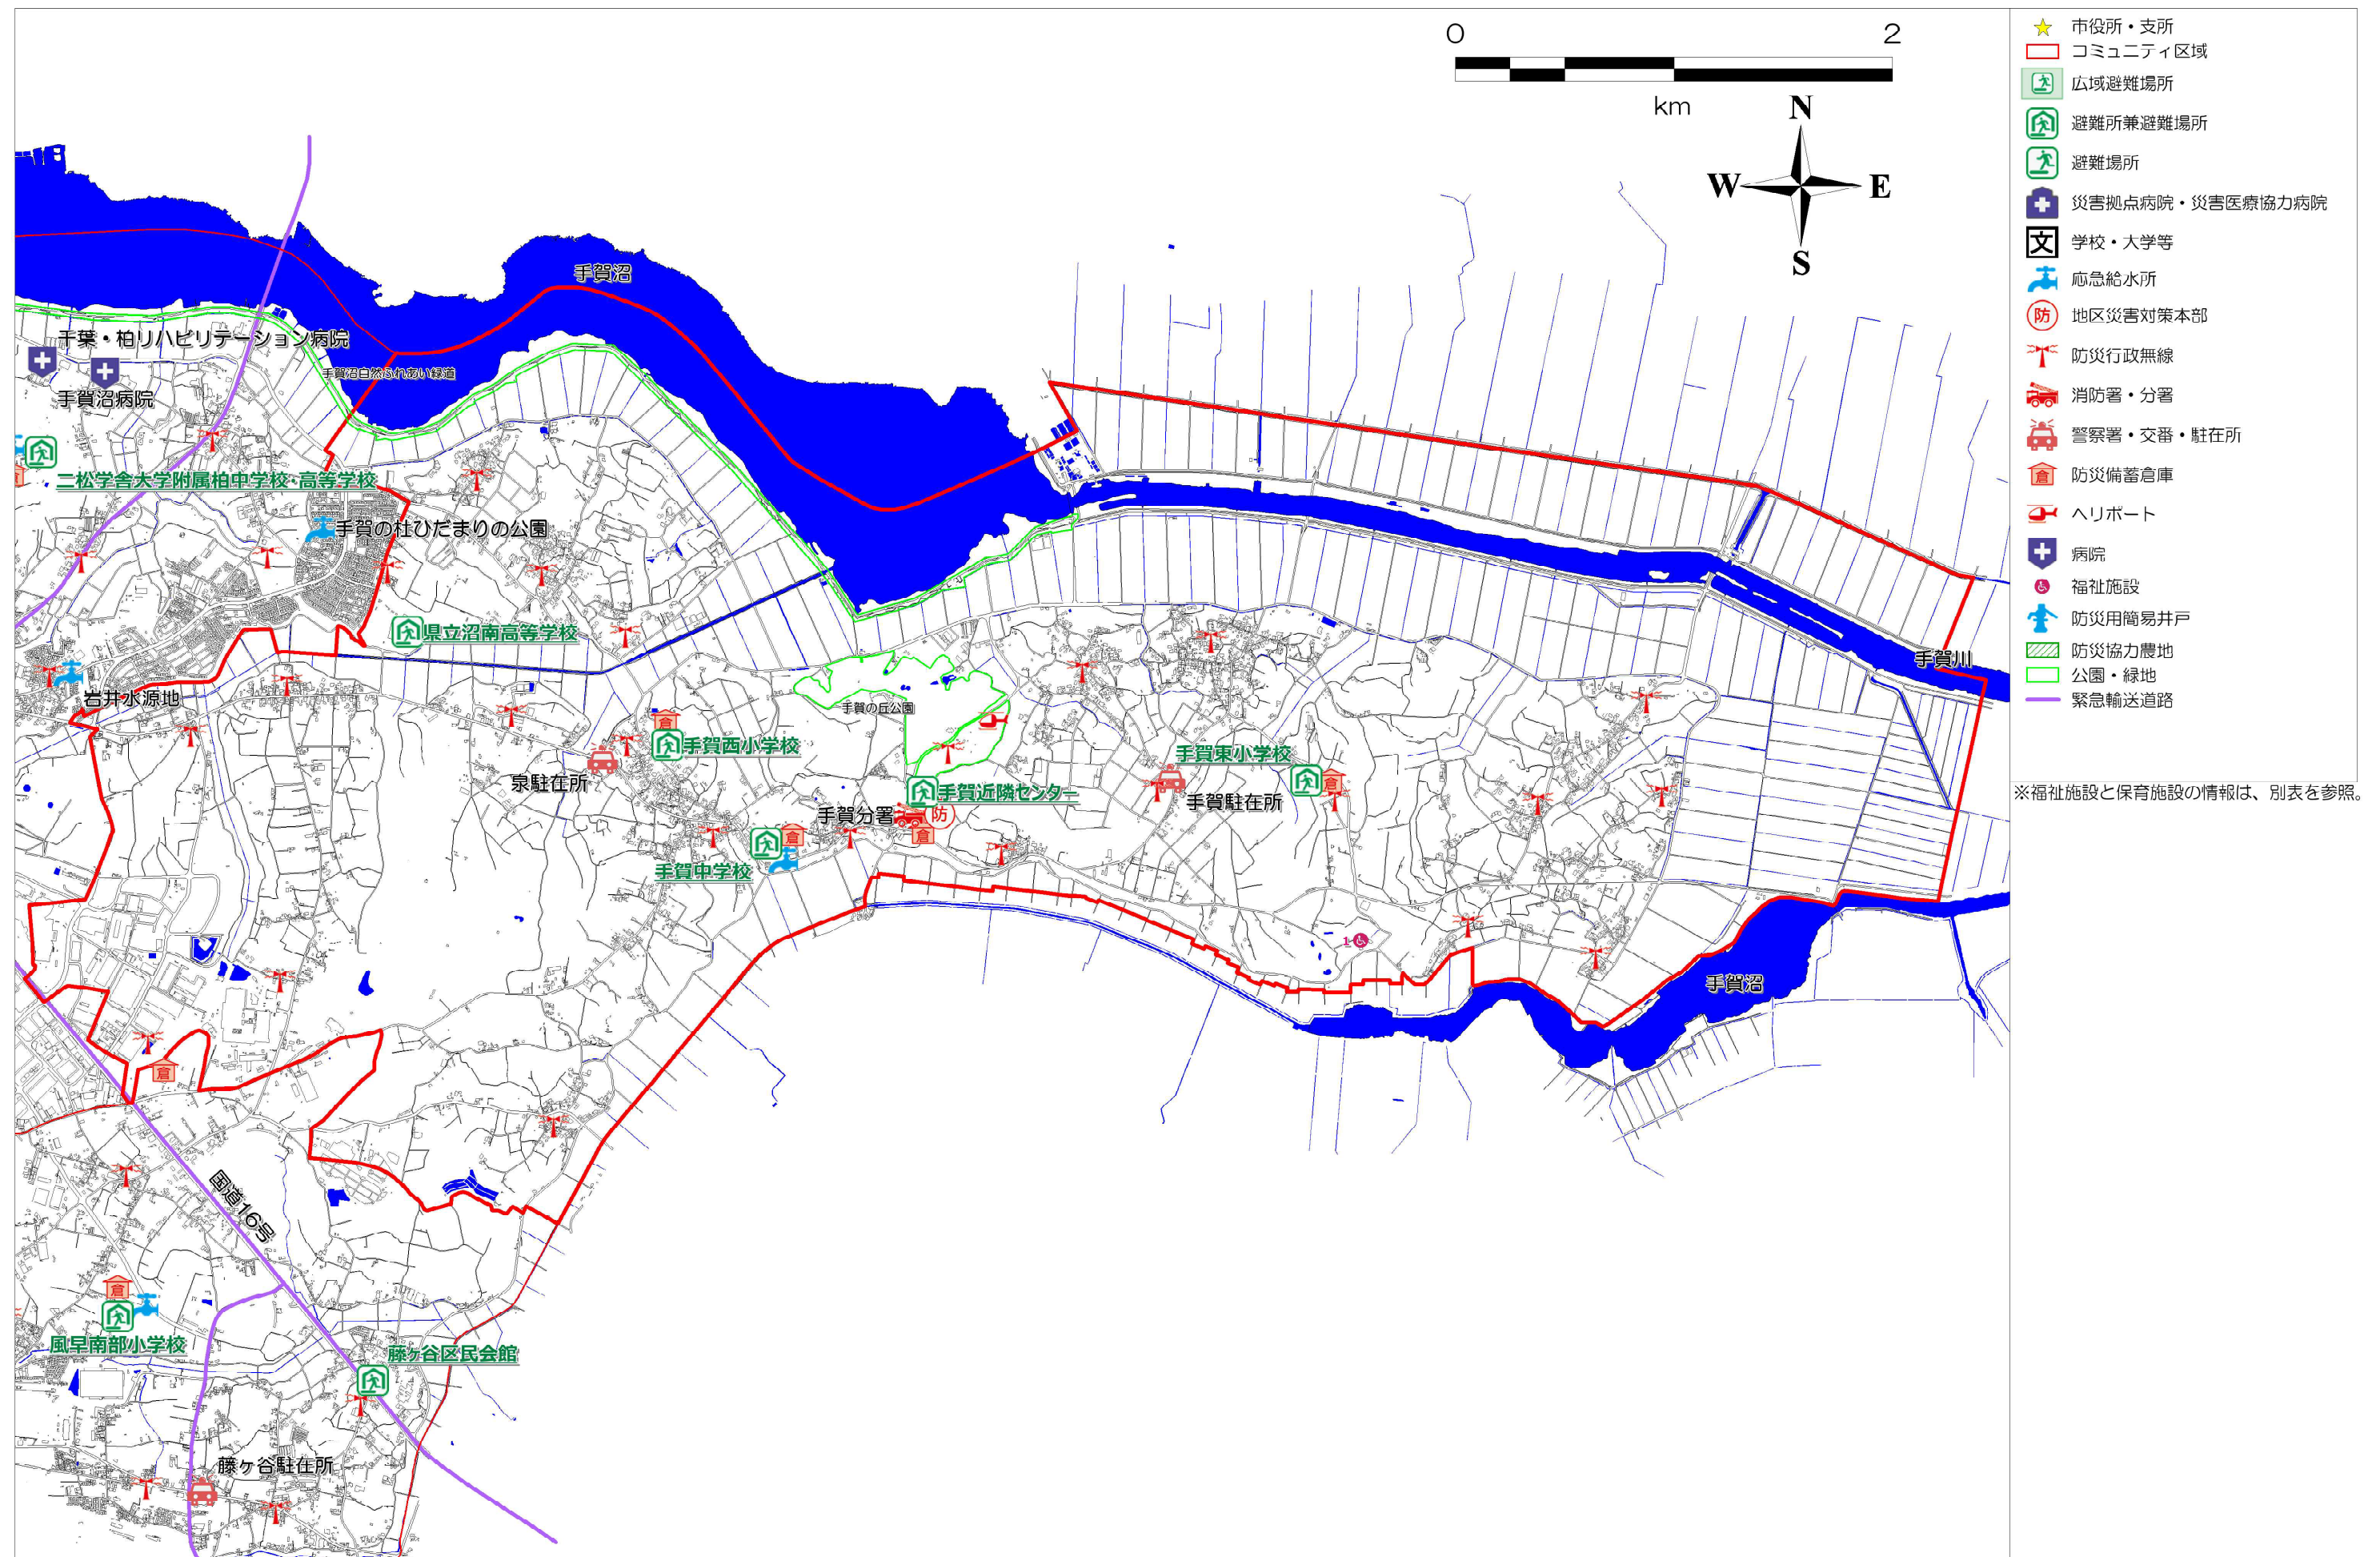 0 2
km
N
W E
S
手賀沼
千葉・柏リハビリテーション病院
手賀沼自然ふれあい緑道
手賀沼病院
二松学舎大学附属柏中学校・高等学校
手賀の杜ひだまりの公園
県立沼南高等学校
手賀川
岩井水源地
手賀の丘公園
手賀西小学校
手賀東小学校
泉駐在所
手賀近隣センター
手賀駐在所
手賀分署
防
倉
手賀中学校
1
手賀沼
国道16号
風早南部小学校
藤ヶ谷区民会館
藤ヶ谷駐在所
市役所・支所
コミュニティ区域
広域避難場所
避難所兼避難場所
避難場所
災害拠点病院・災害医療協力病院
文 学校・大学等
応急給水所
防 地区災害対策本部
防災行政無線
消防署・分署
警察署・交番・駐在所
倉 防災備蓄倉庫
ヘリポート
病院
福祉施設
防災用簡易井戸
防災協力農地
公園・緑地
緊急輸送道路
※福祉施設と保育施設の情報は、別表を参照。